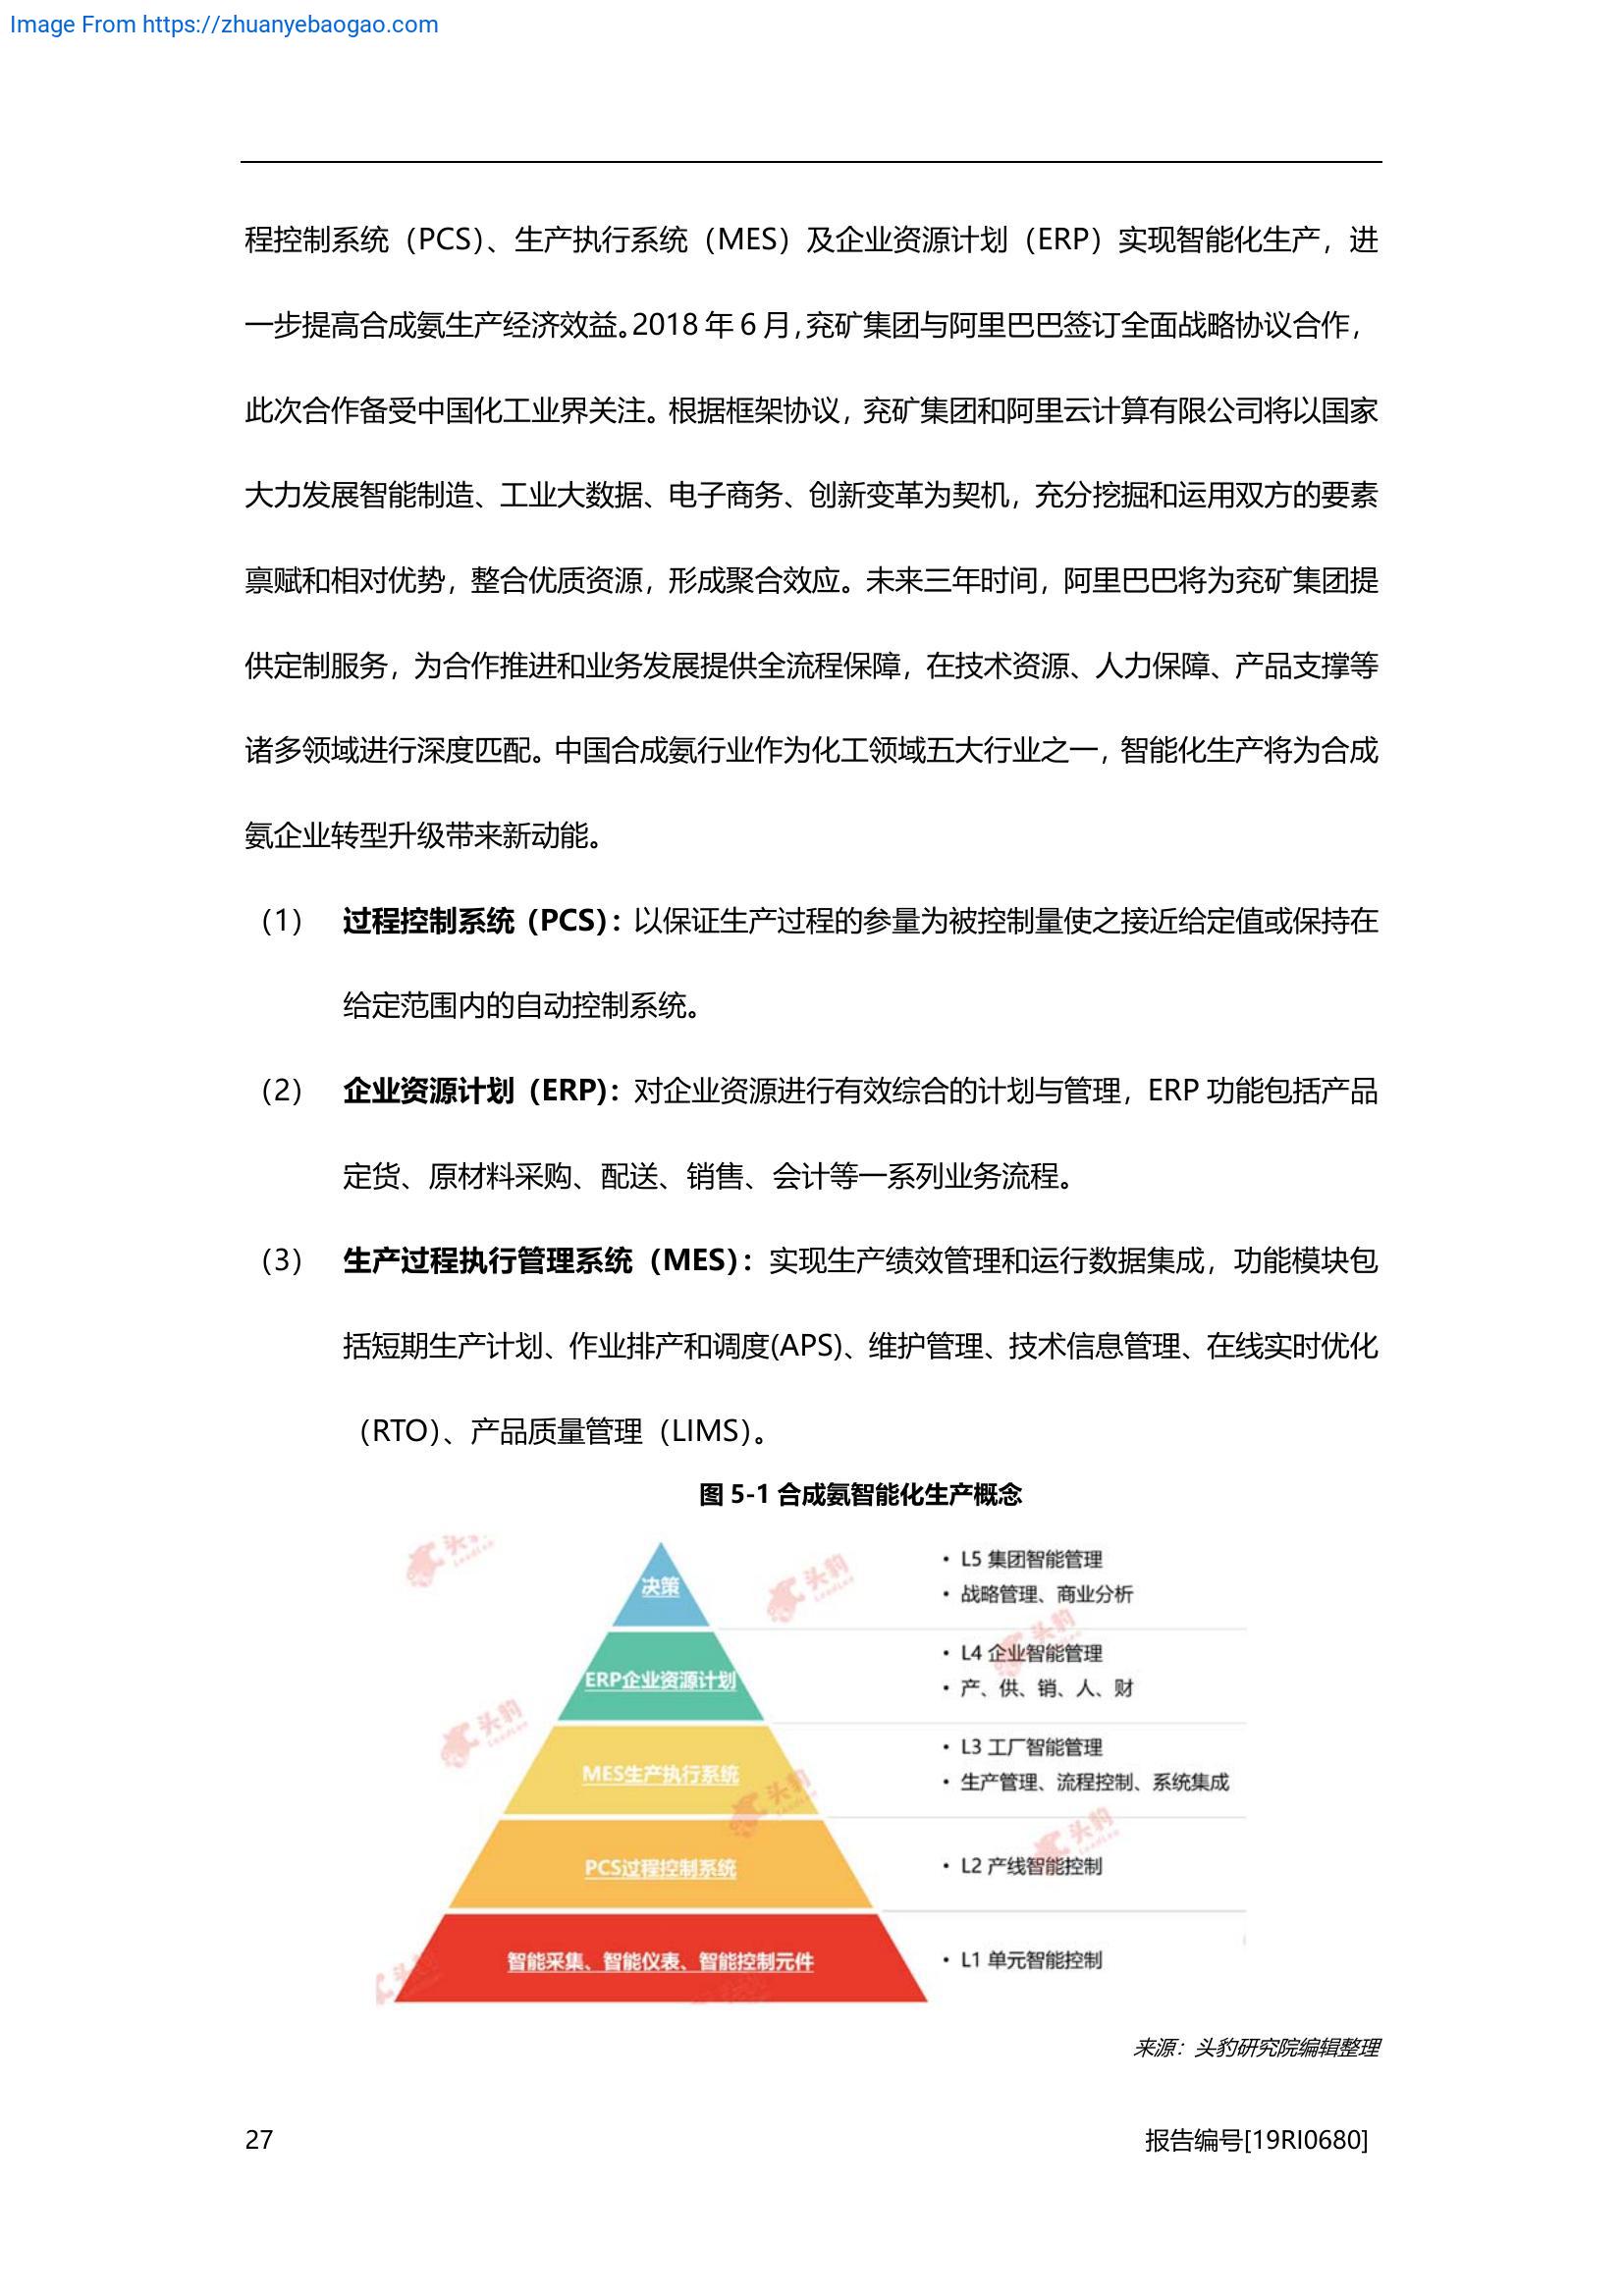 Image From https://zhuanyebaogao.com
程控制系统（PCS）、生产执行系统（MES）及企业资源计划（ERP）实现智能化生产，进
一步提高合成氨生产经济效益。2018 年 6 月，兖矿集团与阿里巴巴签订全面战略协议合作，
此次合作备受中国化工业界关注。根据框架协议，兖矿集团和阿里云计算有限公司将以国家
大力发展智能制造、工业大数据、电子商务、创新变革为契机，充分挖掘和运用双方的要素
禀赋和相对优势，整合优质资源，形成聚合效应。未来三年时间，阿里巴巴将为兖矿集团提
供定制服务，为合作推进和业务发展提供全流程保障，在技术资源、人力保障、产品支撑等
诸多领域进行深度匹配。中国合成氨行业作为化工领域五大行业之一，智能化生产将为合成
氨企业转型升级带来新动能。
（1） 过程控制系统（PCS）：以保证生产过程的参量为被控制量使之接近给定值或保持在
给定范围内的自动控制系统。
（2） 企业资源计划（ERP）：对企业资源进行有效综合的计划与管理，ERP 功能包括产品
定货、原材料采购、配送、销售、会计等一系列业务流程。
（3） 生产过程执行管理系统（MES）：实现生产绩效管理和运行数据集成，功能模块包
括短期生产计划、作业排产和调度(APS)、维护管理、技术信息管理、在线实时优化
（RTO）、产品质量管理（LIMS）。
图 5-1 合成氨智能化生产概念
决策
• L5 集团智能管理
• 战略管理、商业分析
ERP企业资源计划
• L4 企业智能管理
• 产、供、销、人、财
MES生产执行系统
• L3 工厂智能管理
• 生产管理、流程控制、系统集成
PCS过程控制系统
• L2 产线智能控制
智能采集、智能仪表、智能控制元件
• L1 单元智能控制
头豹
LeadLeo
来源：头豹研究院编辑整理
27
报告编号[19RI0680]